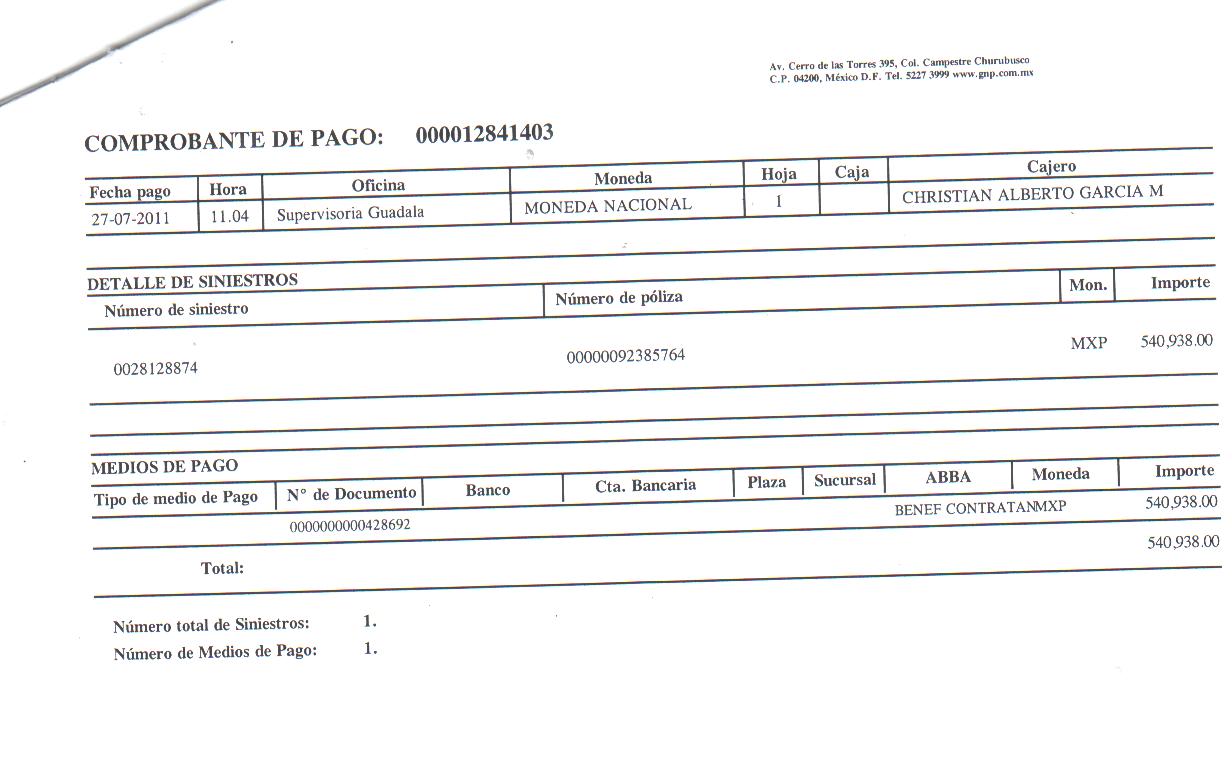 Av. Cerro de las Torres 395, Col. Campestre Churubusco
C.P. 04200, México D.F. Tel. 5227 3999 www.gnp.com.mx
COMPROBANTE DE PAGO: 000012841403
Fecha pago Hora Oficina Moneda Hoja Caja Cajero
27-07-2011 11.04 Supervisoria Guadala MONEDA NACIONAL 1 CHRISTIAN ALBERTO GARCIA M
DETALLE DE SINIESTROS
Número de siniestro Número de póliza Mon. Importe
0028128874 00000092385764 MXP 540,938.00
MEDIOS DE PAGO
Tipo de medio de Pago N° de Documento Banco Cta. Bancaria Plaza Sucursal ABBA Moneda Importe
0000000000428692 BENEF CONTRATANMXP 540,938.00
Total: 540,938.00
Número total de Siniestros: 1.
Número de Medios de Pago: 1.